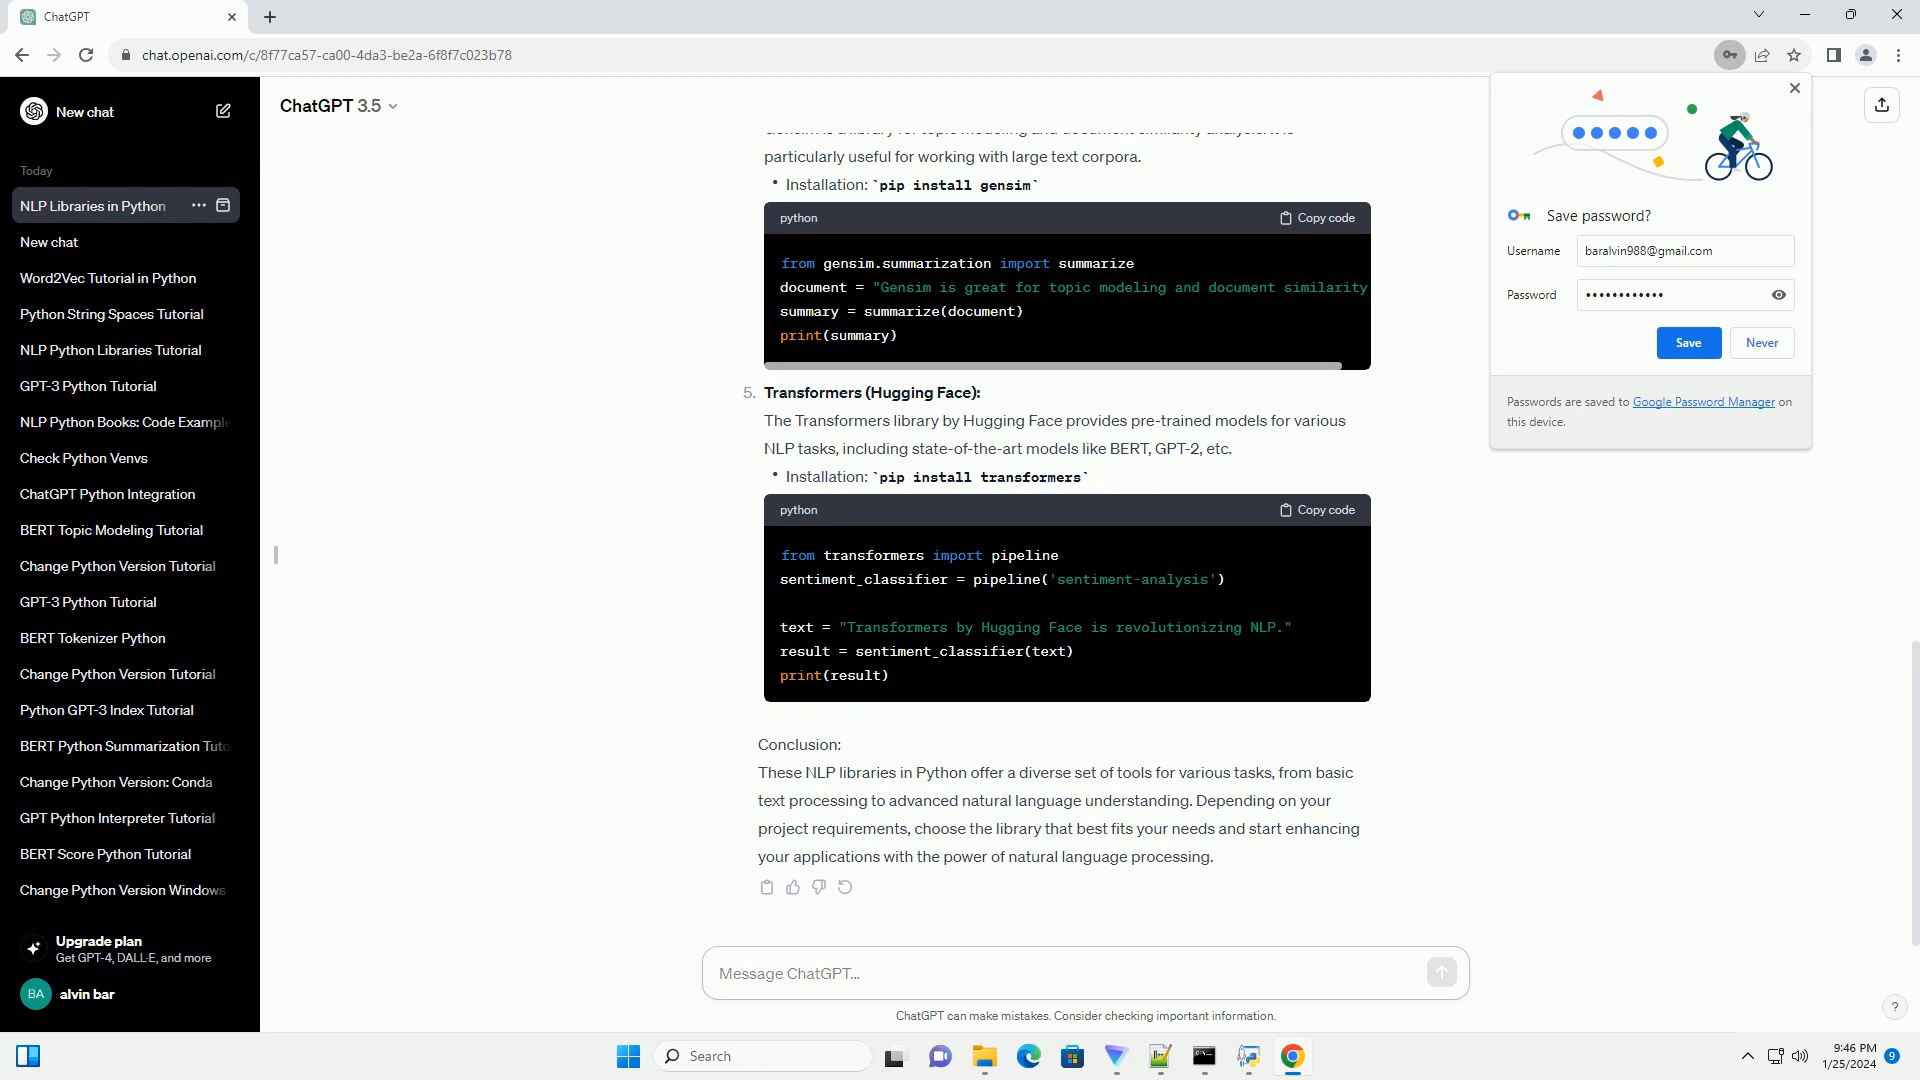 ChatGPT
chat.openai.com/c/8f77ca57-ca00-4da3-be2a-6f8f7c023b78
New chat
Today
NLP Libraries in Python
New chat
Word2Vec Tutorial in Python
Python String Spaces Tutorial
NLP Python Libraries Tutorial
GPT-3 Python Tutorial
NLP Python Books: Code Example
Check Python Venvs
ChatGPT Python Integration
BERT Topic Modeling Tutorial
Change Python Version Tutorial
GPT-3 Python Tutorial
BERT Tokenizer Python
Change Python Version Tutorial
Python GPT-3 Index Tutorial
BERT Python Summarization Tuto
Change Python Version: Conda
GPT Python Interpreter Tutorial
BERT Score Python Tutorial
Change Python Version Windows
Upgrade plan
Get GPT-4, DALL·E, and more
BA alvin bar
ChatGPT 3.5
Gensim is a library for topic modeling and document similarity analysis. It is
particularly useful for working with large text corpora.
• Installation: `pip install gensim`
python Copy code
from gensim.summarization import summarize
document = "Gensim is great for topic modeling and document similarity
summary = summarize(document)
print(summary)
5. Transformers (Hugging Face):
The Transformers library by Hugging Face provides pre-trained models for various
NLP tasks, including state-of-the-art models like BERT, GPT-2, etc.
• Installation: `pip install transformers`
python Copy code
from transformers import pipeline
sentiment_classifier = pipeline('sentiment-analysis')
text = "Transformers by Hugging Face is revolutionizing NLP."
result = sentiment_classifier(text)
print(result)
Conclusion:
These NLP libraries in Python offer a diverse set of tools for various tasks, from basic
text processing to advanced natural language understanding. Depending on your
project requirements, choose the library that best fits your needs and start enhancing
your applications with the power of natural language processing.
Message ChatGPT...
ChatGPT can make mistakes. Consider checking important information.
?
Save password?
Username baralvin988@gmail.com
Password ••••••••••••
Save Never
Passwords are saved to Google Password Manager on
this device.
Search
9:46 PM
1/25/2024
9